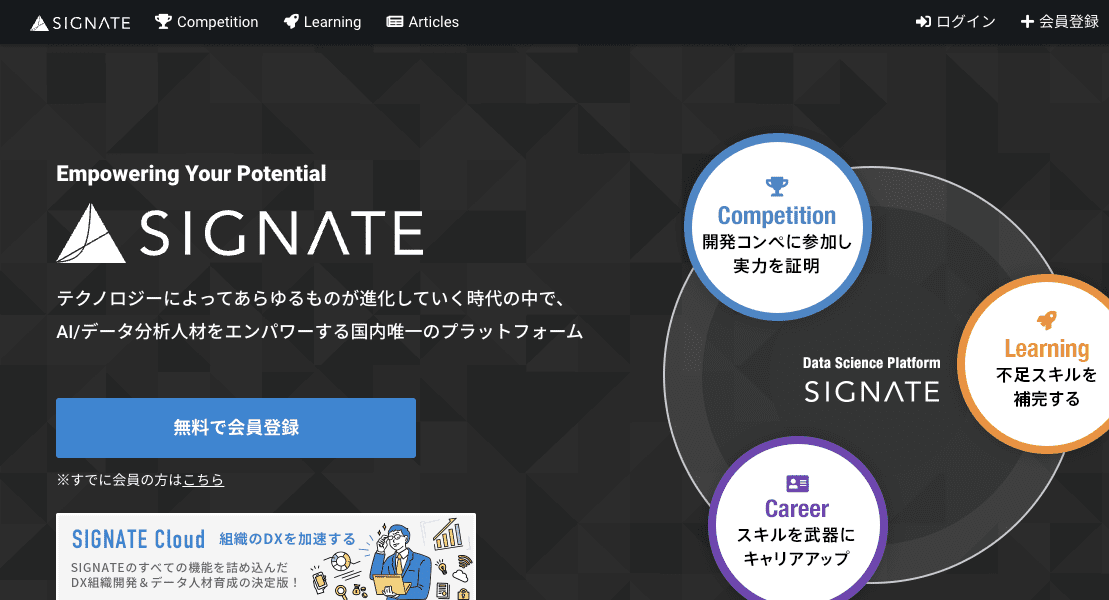 SIGNATE
Competition
Learning
Articles
ログイン
会員登録
Empowering Your Potential
SIGNATE
テクノロジーによってあらゆるものが進化していく時代の中で、
AI/データ分析人材をエンパワーする国内唯一のプラットフォーム
無料で会員登録
※すでに会員の方はこちら
SIGNATE Cloud 組織のDXを加速する
SIGNATEのすべての機能を詰め込んだ
DX組織開発＆データ人材育成の決定版！
Competition
開発コンペに参加し
実力を証明
Learning
不足スキルを
補完する
Data Science Platform
SIGNATE
Career
スキルを武器に
キャリアアップ